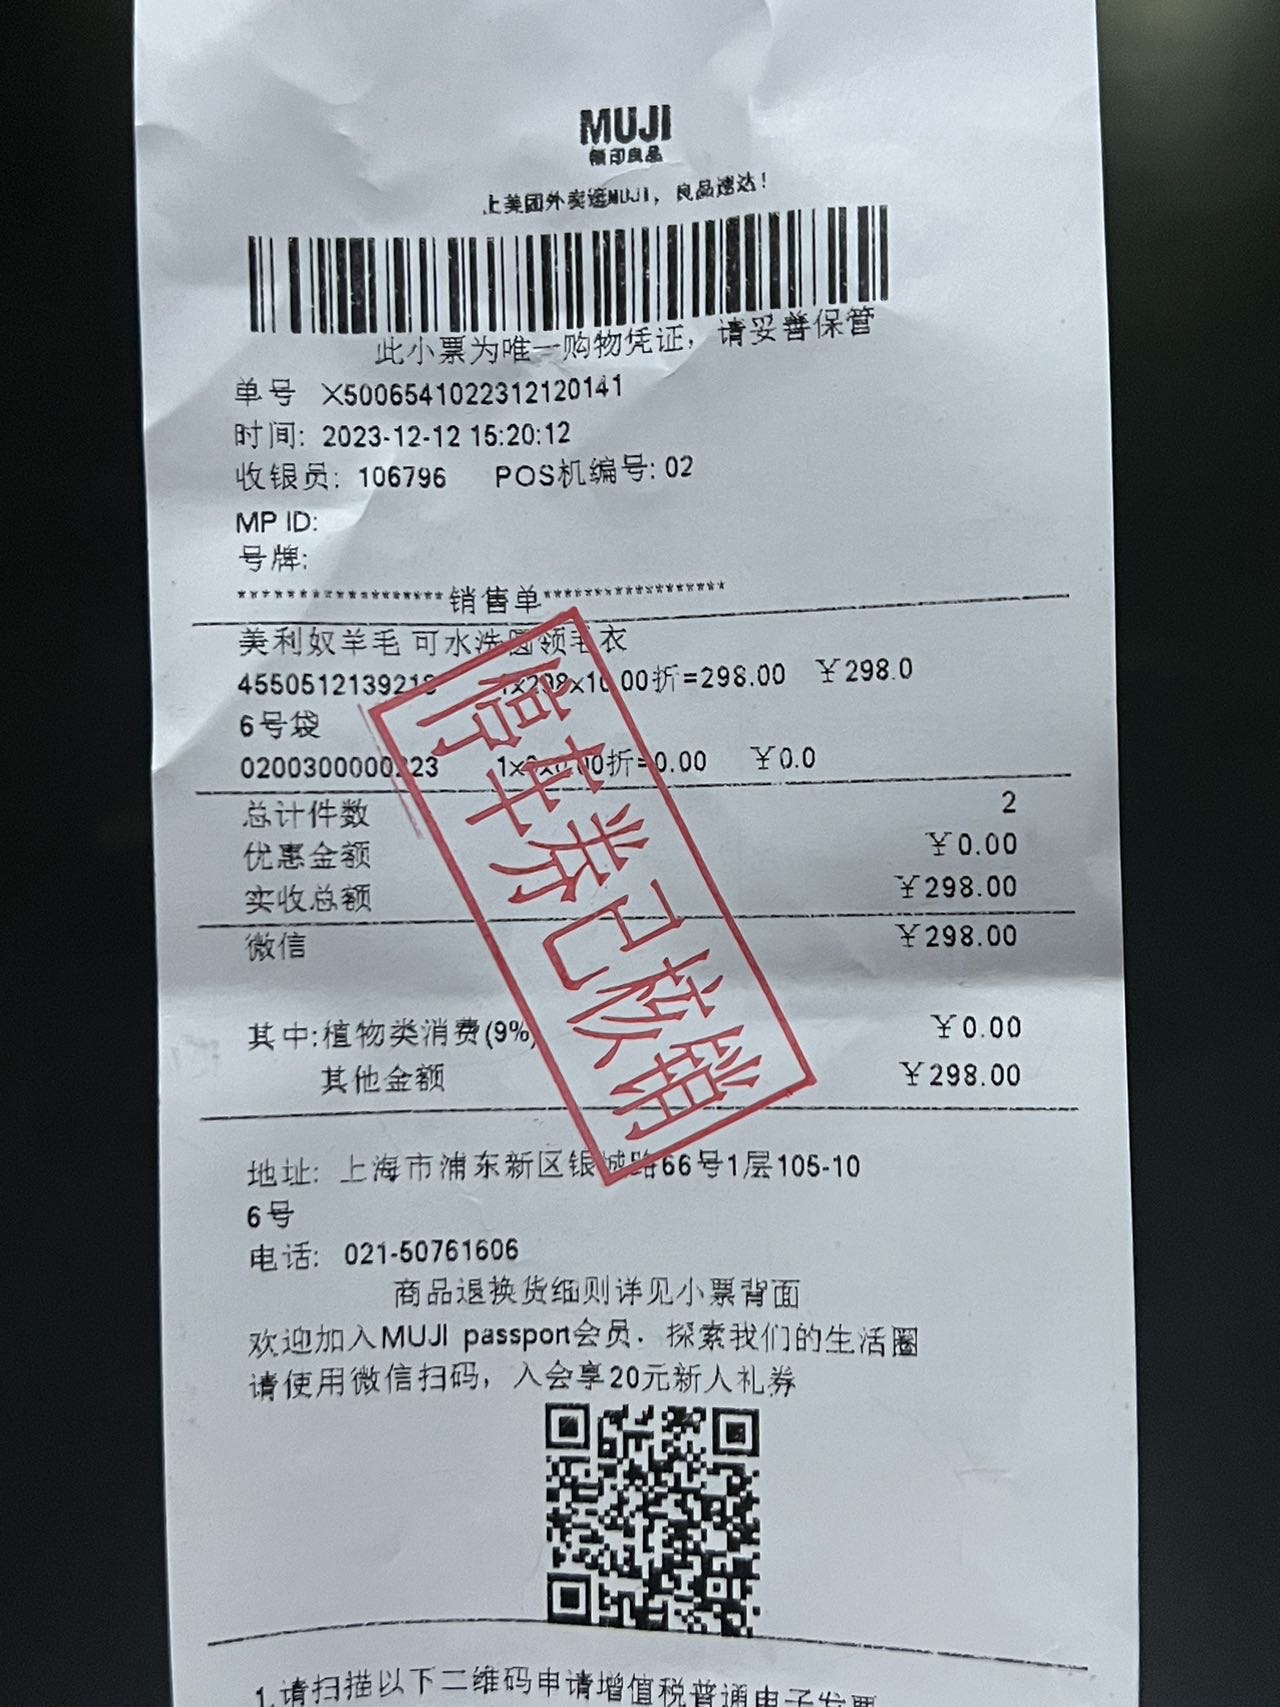 MUJI
無印良品
上美团外卖逛MUJI，良品速达！
此小票为唯一购物凭证，请妥善保管
单号 X5006541022312120141
时间: 2023-12-12 15:20:12
收银员: 106796 POS机编号: 02
MP ID:
号牌:
*******************销售单*******************
美利奴羊毛 可水洗圆领毛衣
455051213921 1x298x10.00折=298.00 ￥298.0
6号袋
0200300000223 1x0x0.00折=0.00 ￥0.0
总计件数 2
优惠金额 ￥0.00
实收总额 ￥298.00
微信 ￥298.00
其中:植物类消费(9%) ￥0.00
其他金额 ￥298.00
停车券已核销
地址: 上海市浦东新区银城路66号1层105-10
6号
电话: 021-50761606
商品退换货细则详见小票背面
欢迎加入MUJI passport会员．探索我们的生活圈
请使用微信扫码，入会享20元新人礼券
1.请扫描以下二维码申请增值税普通电子发票